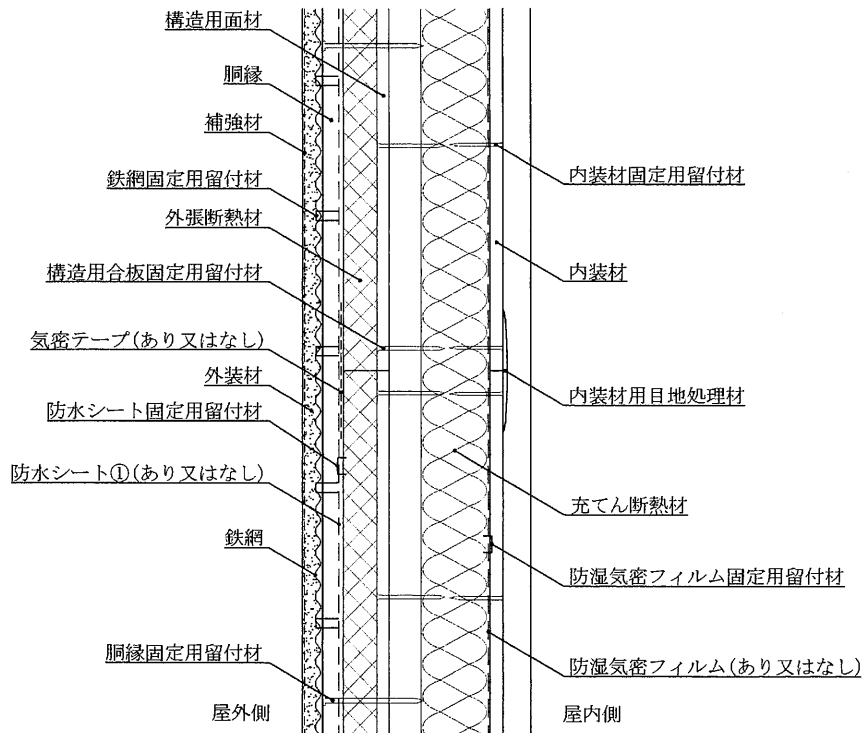 構造用面材
胴縁
補強材
鉄網固定用留付材
外張断熱材
構造用合板固定用留付材
気密テープ(あり又はなし)
外装材
防水シート固定用留付材
防水シート①(あり又はなし)
鉄網
胴縁固定用留付材
屋外側
内装材固定用留付材
内装材
内装材用目地処理材
充てん断熱材
防湿気密フィルム固定用留付材
防湿気密フィルム(あり又はなし)
屋内側